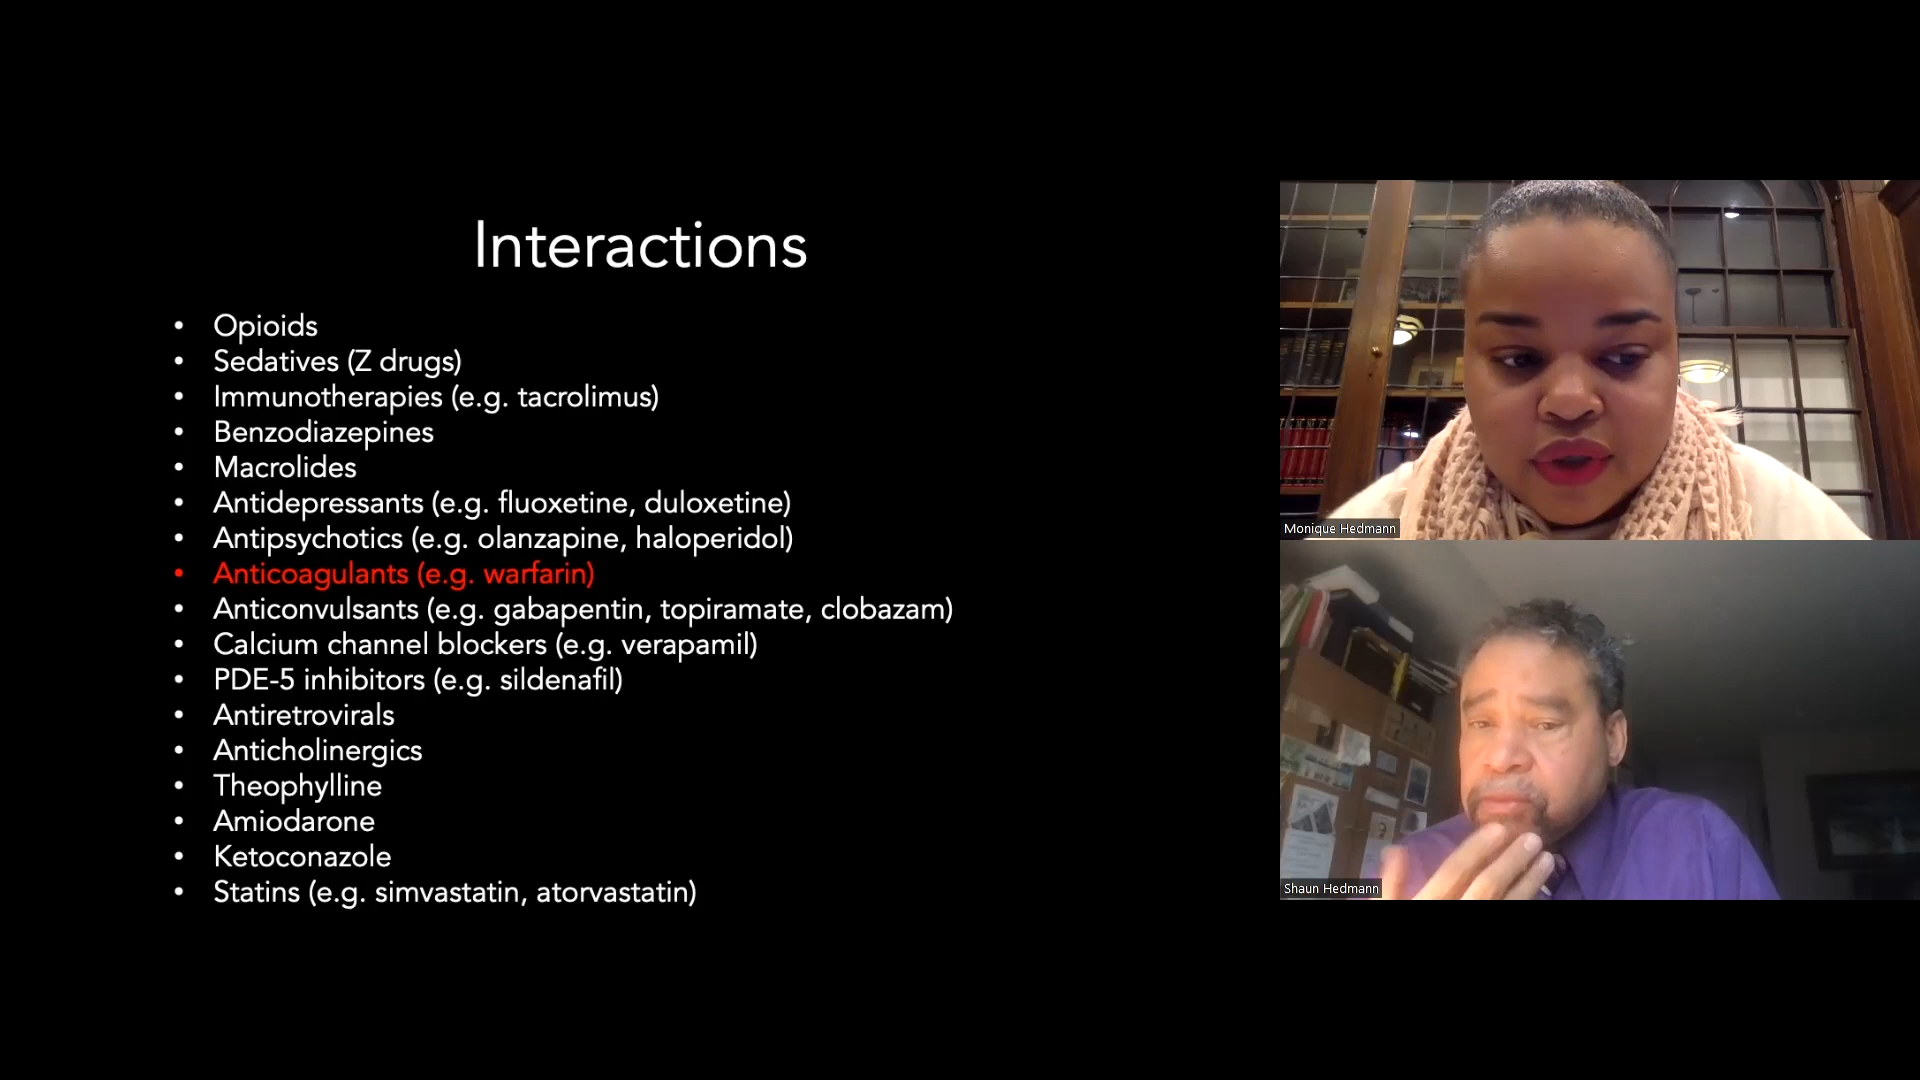 Interactions
• Opioids
• Sedatives (Z drugs)
• Immunotherapies (e.g. tacrolimus)
• Benzodiazepines
• Macrolides
• Antidepressants (e.g. fluoxetine, duloxetine)
• Antipsychotics (e.g. olanzapine, haloperidol)
• Anticoagulants (e.g. warfarin)
• Anticonvulsants (e.g. gabapentin, topiramate, clobazam)
• Calcium channel blockers (e.g. verapamil)
• PDE-5 inhibitors (e.g. sildenafil)
• Antiretrovirals
• Anticholinergics
• Theophylline
• Amiodarone
• Ketoconazole
• Statins (e.g. simvastatin, atorvastatin)
Monique Hedmann
Shaun Hedmann